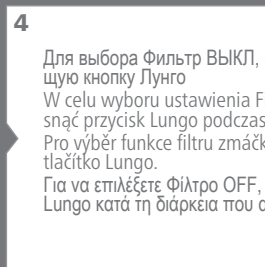 4
Для выбора Фильтр ВЫКЛ,
щую кнопку Лунго
W celu wyboru ustawienia F
snąć przycisk Lungo podczas
Pro výběr funkce filtru zmáčk
tlačítko Lungo.
Για να επιλέξετε Φίλτρο OFF,
Lungo κατά τη διάρκεια που